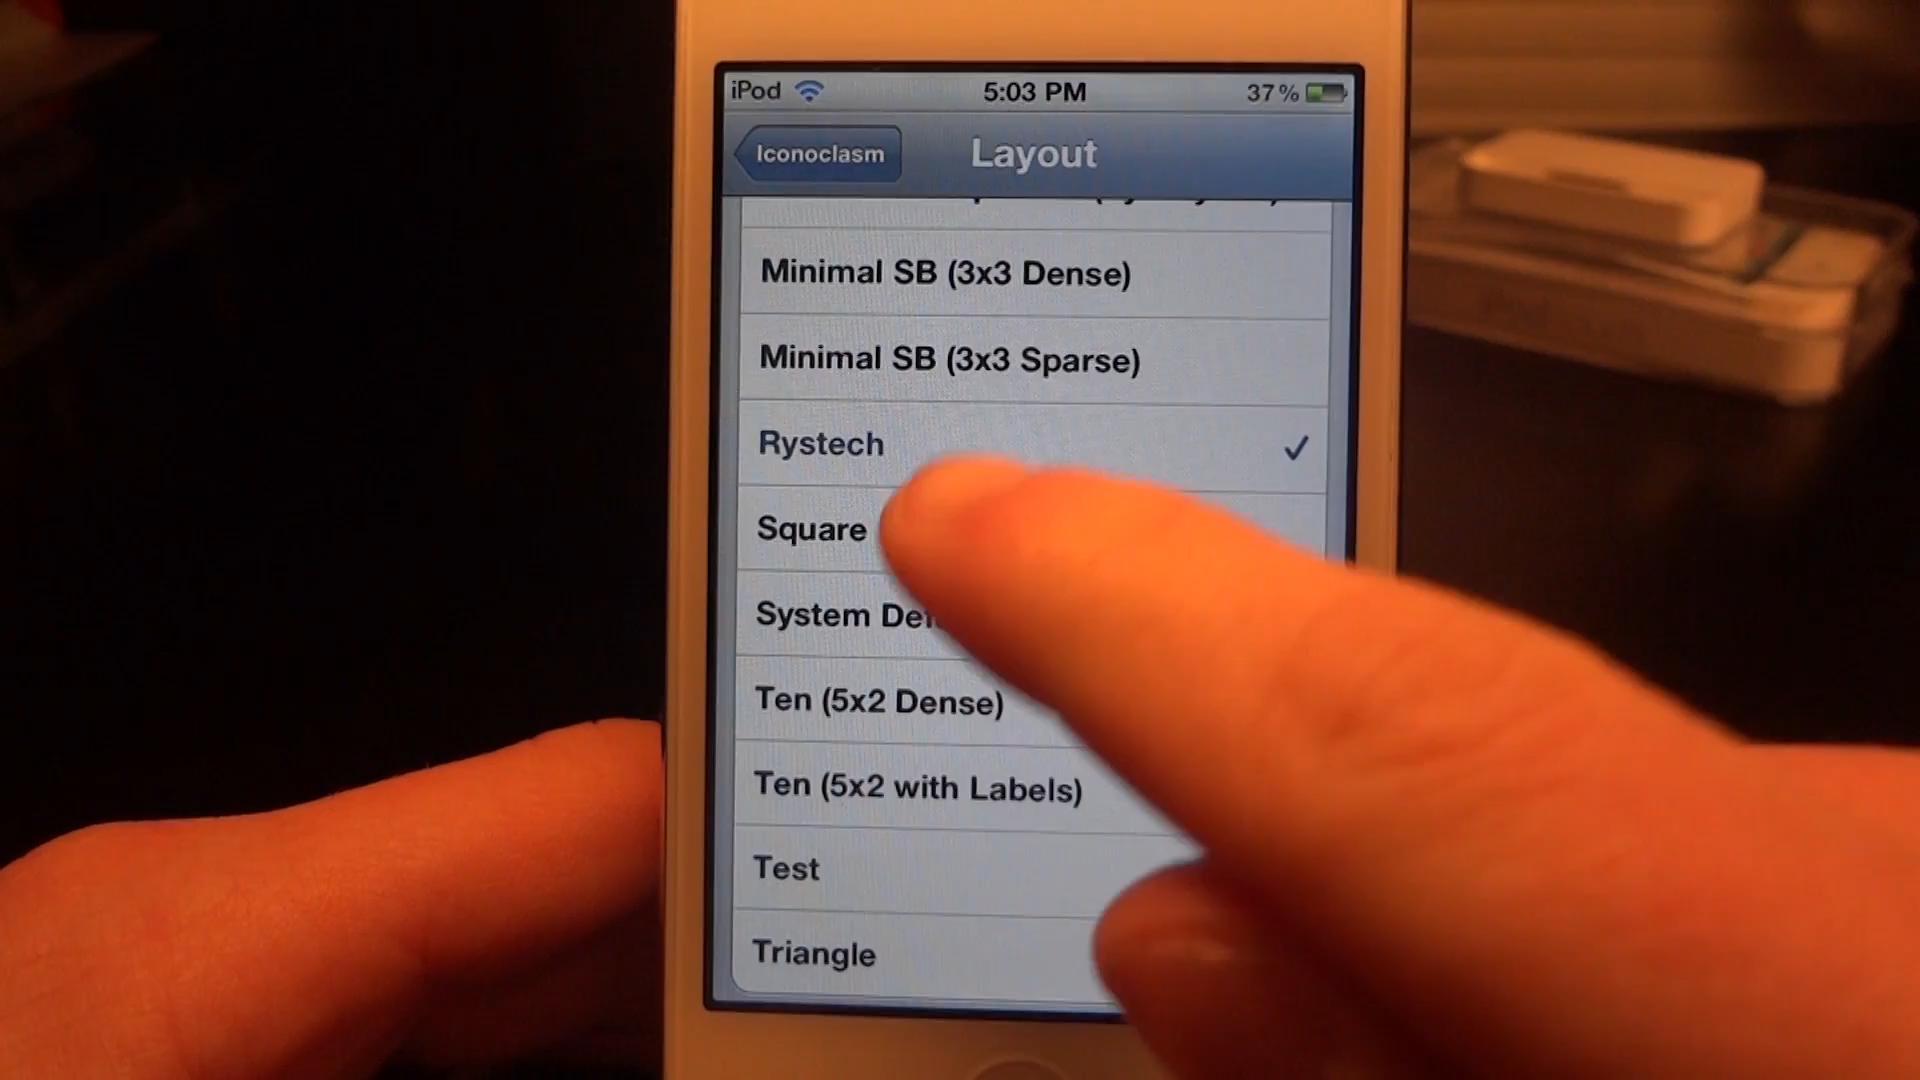 iPod 5:03 PM 37%
Iconoclasm Layout
Minimal SB (3x3 Dense)
Minimal SB (3x3 Sparse)
Rystech
Square
System
Ten (5x2 Dense)
Ten (5x2 with Labels)
Test
Triangle